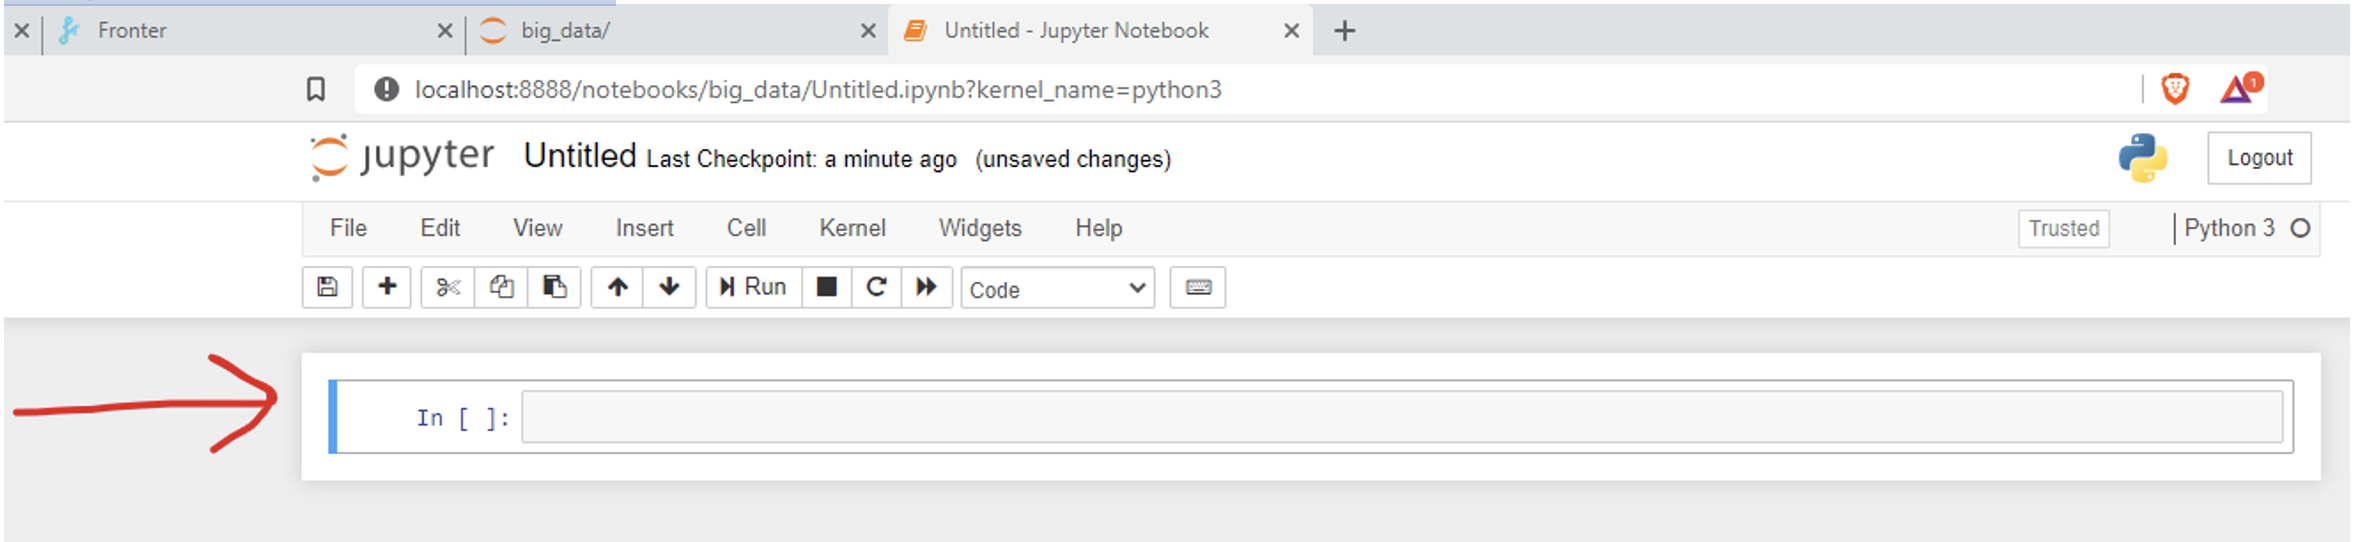 Fronter big_data/ Untitled - Jupyter Notebook
localhost:8888/notebooks/big_data/Untitled.ipynb?kernel_name=python3 1
jupyter Untitled Last Checkpoint: a minute ago (unsaved changes) Logout
File Edit View Insert Cell Kernel Widgets Help Trusted Python 3
Run Code
In [ ]: